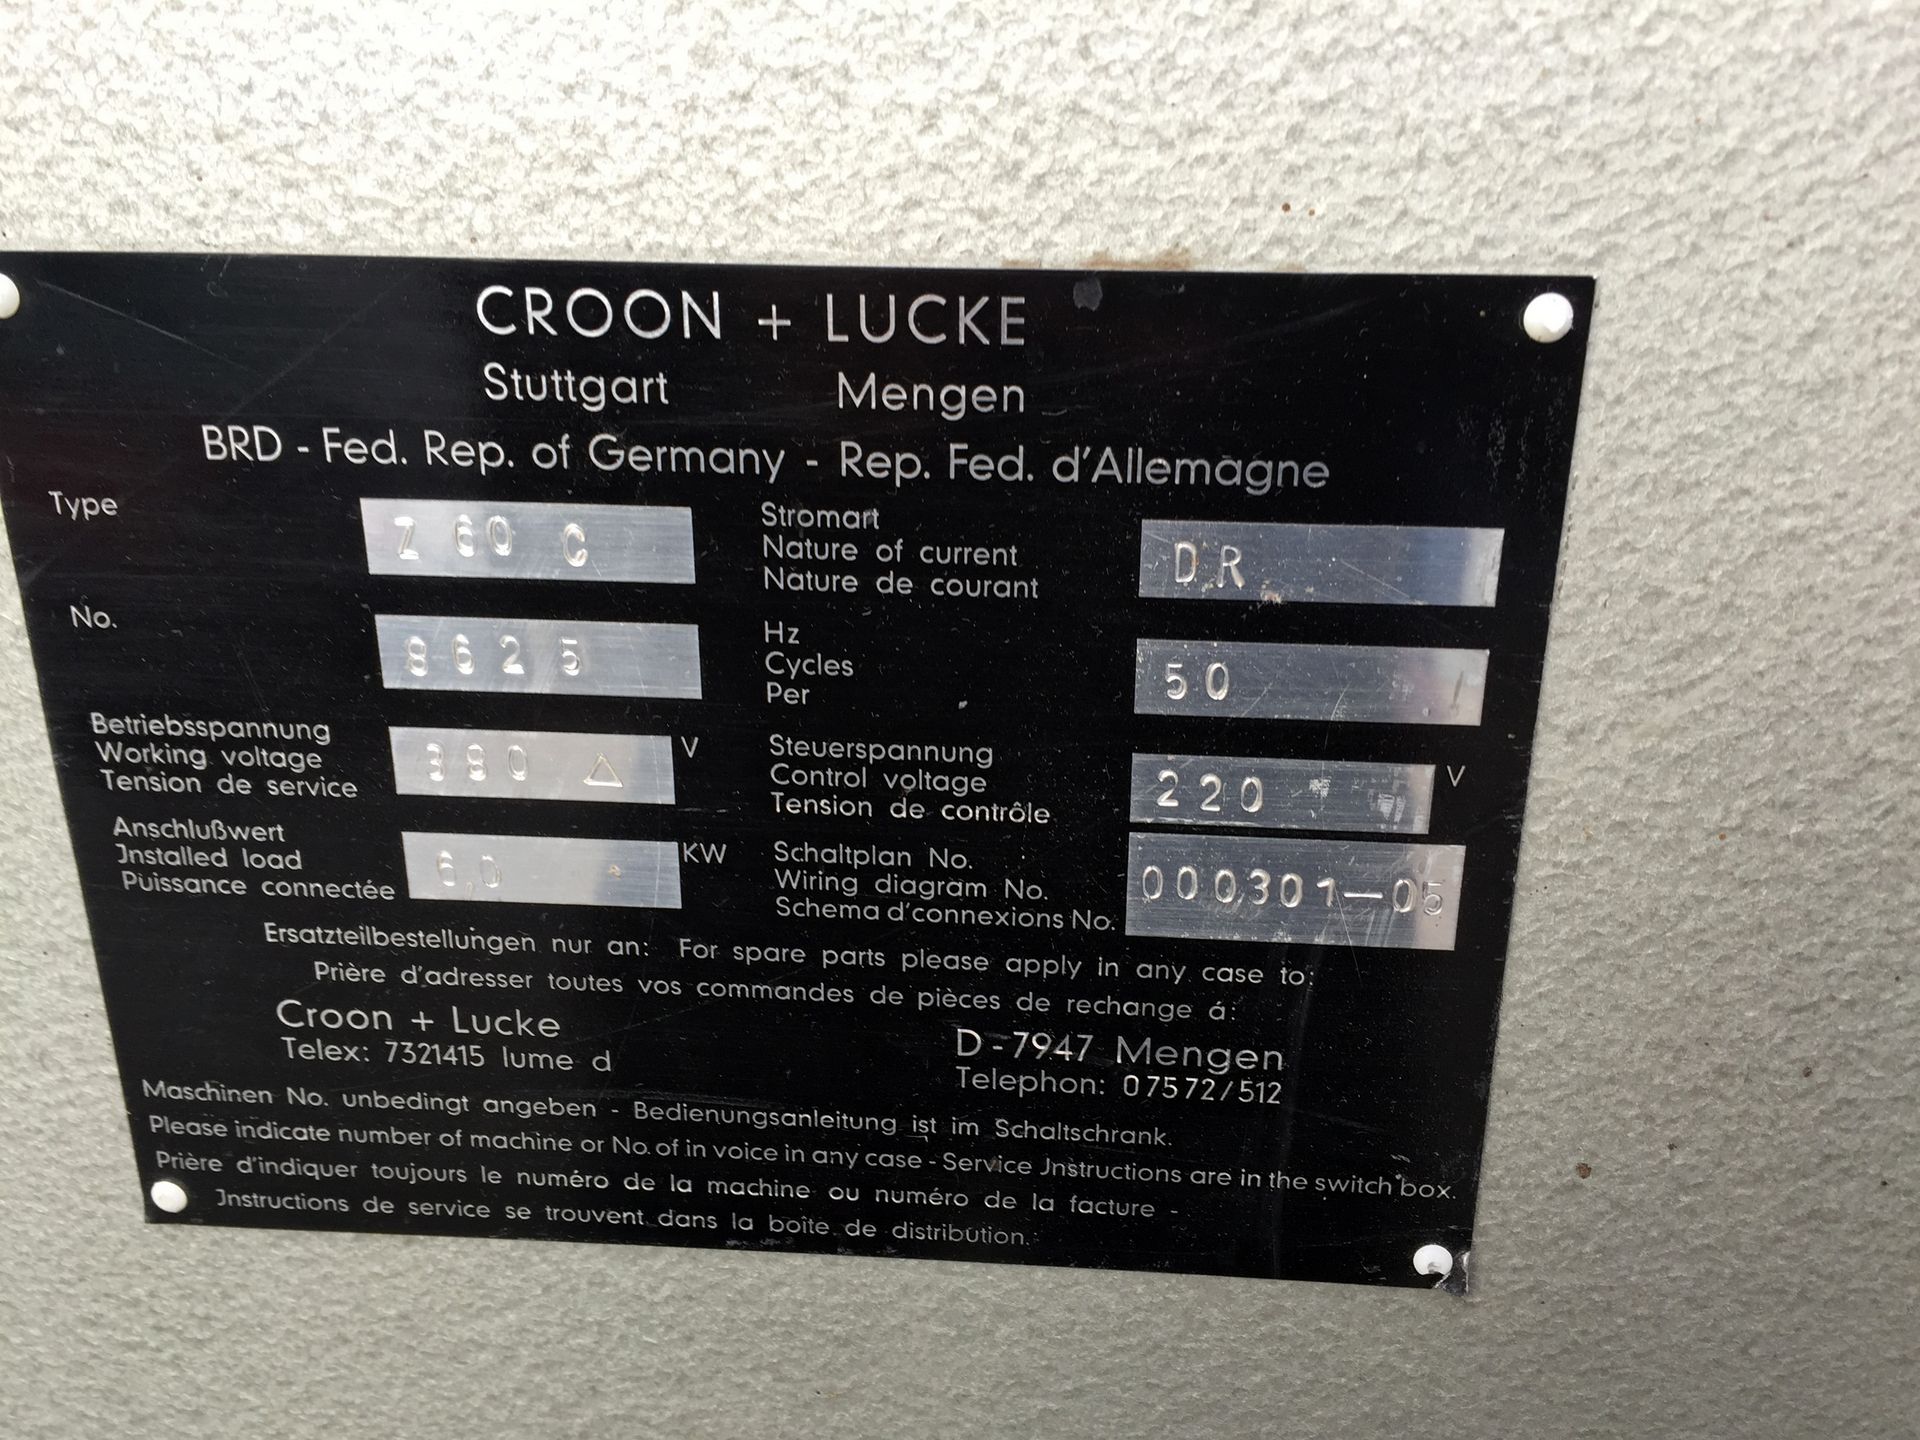 CROON + LUCKE
Stuttgart Mengen
BRD - Fed. Rep. of Germany - Rep. Fed. d'Allemagne
Type Z 60 C
No. 8625
Betriebsspannung
Working voltage 380 △ V
Tension de service
Anschlußwert
Jnstalled load 6,0 KW
Puissance connectée
Stromart
Nature of current DR
Nature de courant
Hz
Cycles 50
Per
Steuerspannung
Control voltage 220 V
Tension de contrôle
Schaltplan No.
Wiring diagram No. 000301-05
Schema d'connexions No.
Ersatzteilbestellungen nur an: For spare parts please apply in any case to:
Prière d'adresser toutes vos commandes de pièces de rechange á:
Croon + Lucke D-7947 Mengen
Telex: 7321415 lume d Telephon: 07572/512
Maschinen No. unbedingt angeben - Bedienungsanleitung ist im Schaltschrank.
Please indicate number of machine or No. of in voice in any case - Service Jnstructions are in the switch box.
Prière d'indiquer toujours le numéro de la machine ou numéro de la facture -
Jnstructions de service se trouvent dans la boîte de distribution.